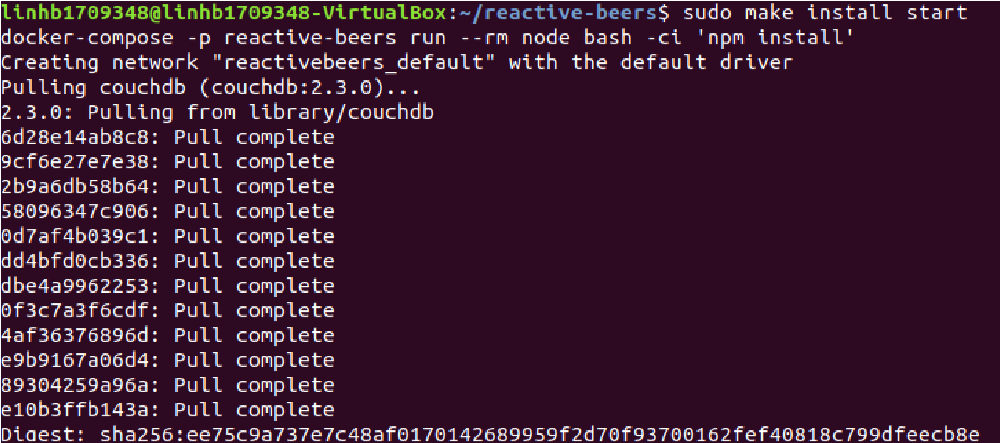 linhb1709348@linhb1709348-VirtualBox:~/reactive-beers$ sudo make install start
docker-compose -p reactive-beers run --rm node bash -ci 'npm install'
Creating network "reactivebeers_default" with the default driver
Pulling couchdb (couchdb:2.3.0)...
2.3.0: Pulling from library/couchdb
6d28e14ab8c8: Pull complete
9cf6e27e7e38: Pull complete
2b9a6db58b64: Pull complete
58096347c906: Pull complete
0d7af4b039c1: Pull complete
dd4bfd0cb336: Pull complete
dbe4a9962253: Pull complete
0f3c7a3f6cdf: Pull complete
4af36376896d: Pull complete
e9b9167a06d4: Pull complete
89304259a96a: Pull complete
e10b3ffb143a: Pull complete
Digest: sha256:ee75c9a737e7c48af0170142689959f2d70f93700162fef40818c799dfeecb8e